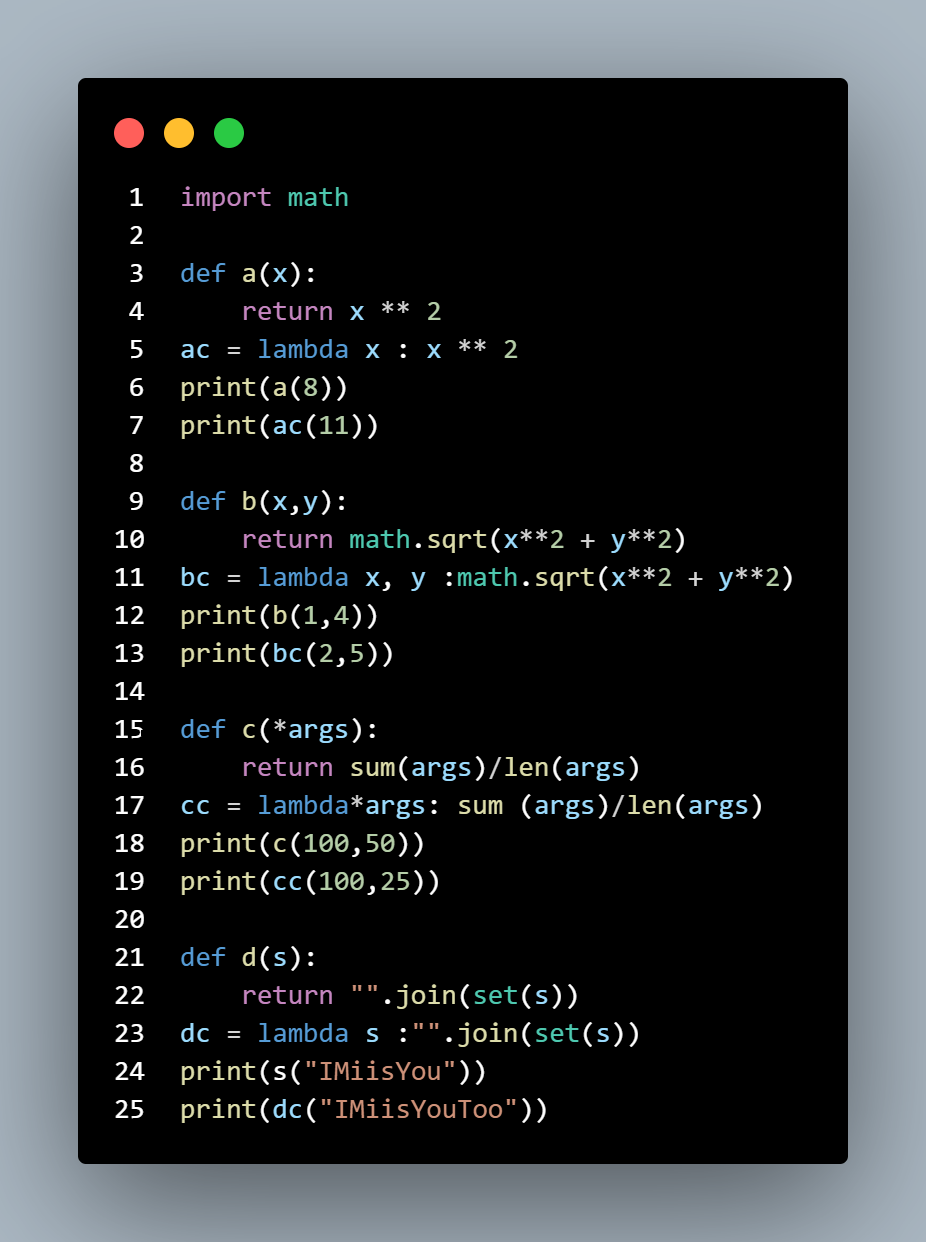 1 import math
2
3 def a(x):
4     return x ** 2
5 ac = lambda x : x ** 2
6 print(a(8))
7 print(ac(11))
8
9 def b(x,y):
10     return math.sqrt(x**2 + y**2)
11 bc = lambda x, y :math.sqrt(x**2 + y**2)
12 print(b(1,4))
13 print(bc(2,5))
14
15 def c(*args):
16     return sum(args)/len(args)
17 cc = lambda*args: sum (args)/len(args)
18 print(c(100,50))
19 print(cc(100,25))
20
21 def d(s):
22     return "".join(set(s))
23 dc = lambda s :"".join(set(s))
24 print(s("IMiisYou"))
25 print(dc("IMiisYouToo"))